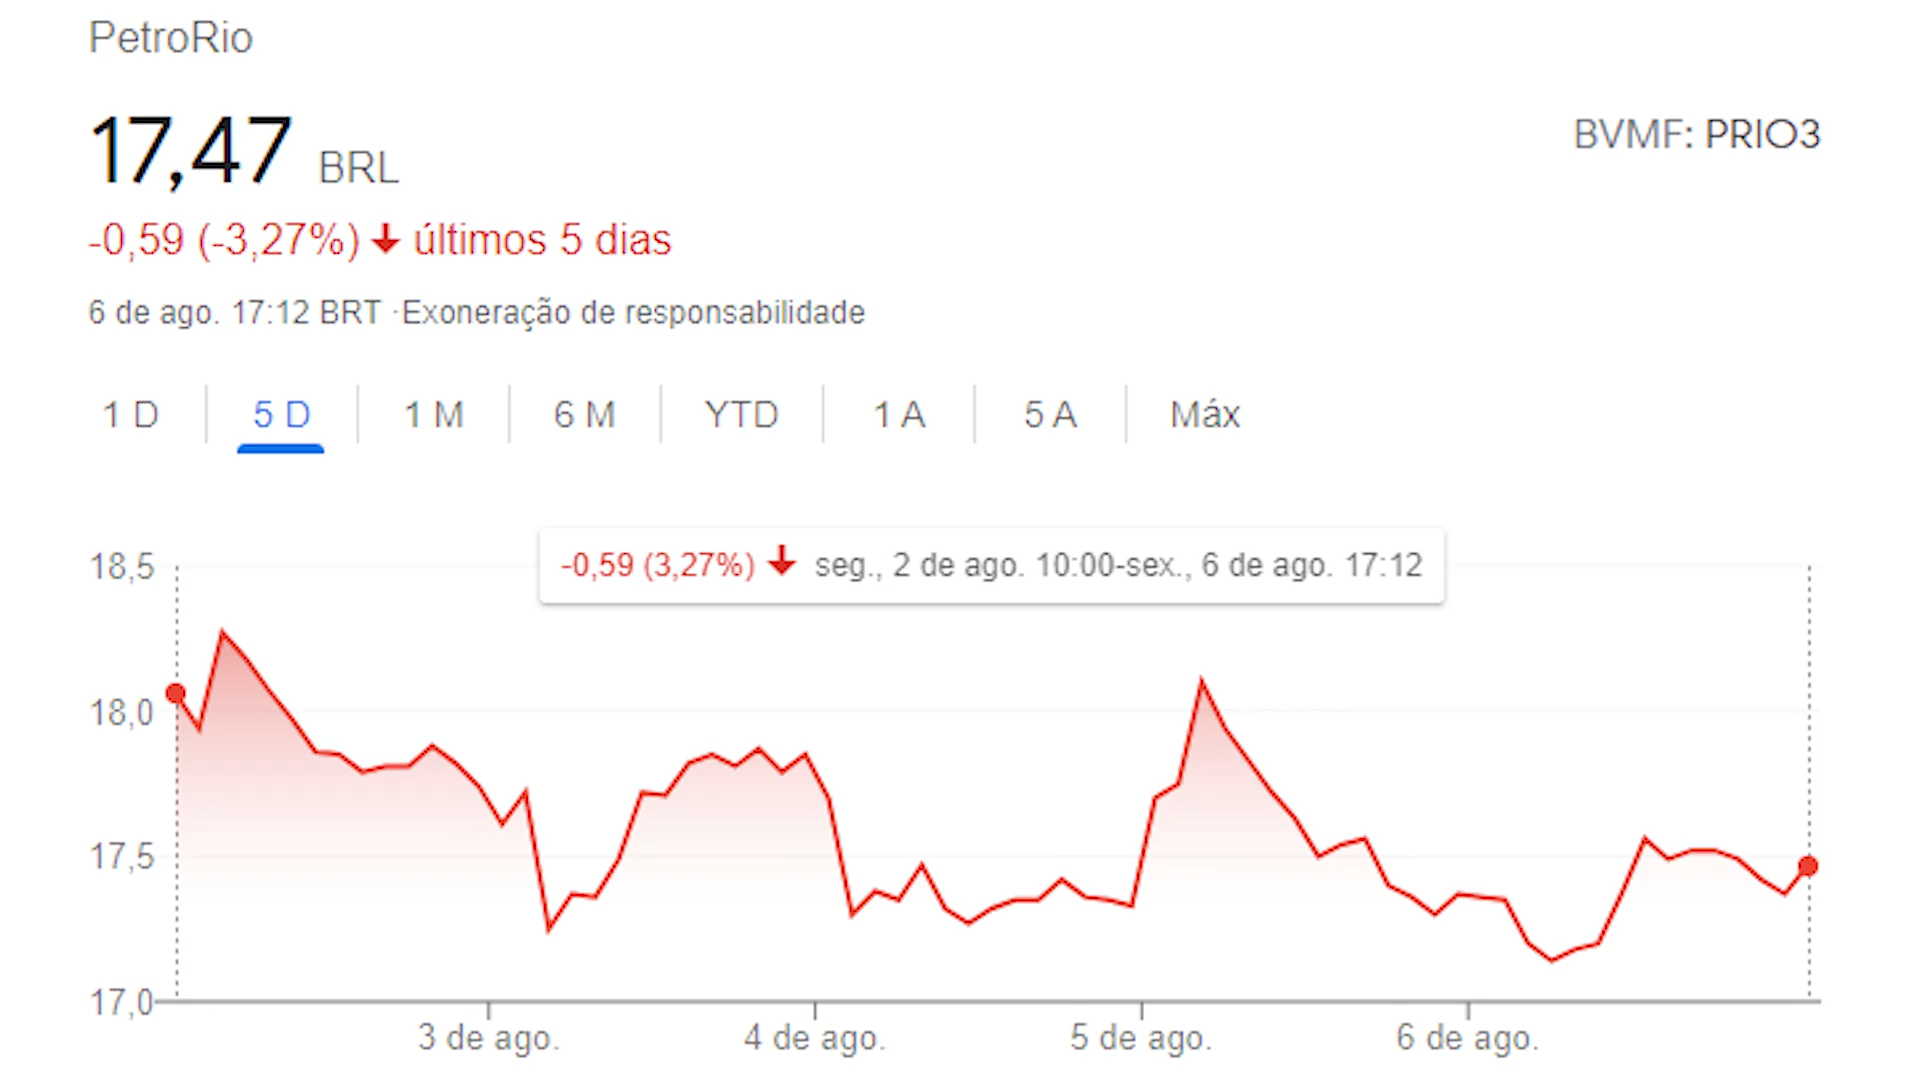 PetroRio
17,47 BRL
BVMF: PRIO3
-0,59 (-3,27%) últimos 5 dias
6 de ago. 17:12 BRT ·Exoneração de responsabilidade
1 D 5 D 1 M 6 M YTD 1 A 5 A Máx
-0,59 (3,27%) seg., 2 de ago. 10:00-sex., 6 de ago. 17:12
18,5
18,0
17,5
17,0
3 de ago. 4 de ago. 5 de ago. 6 de ago.